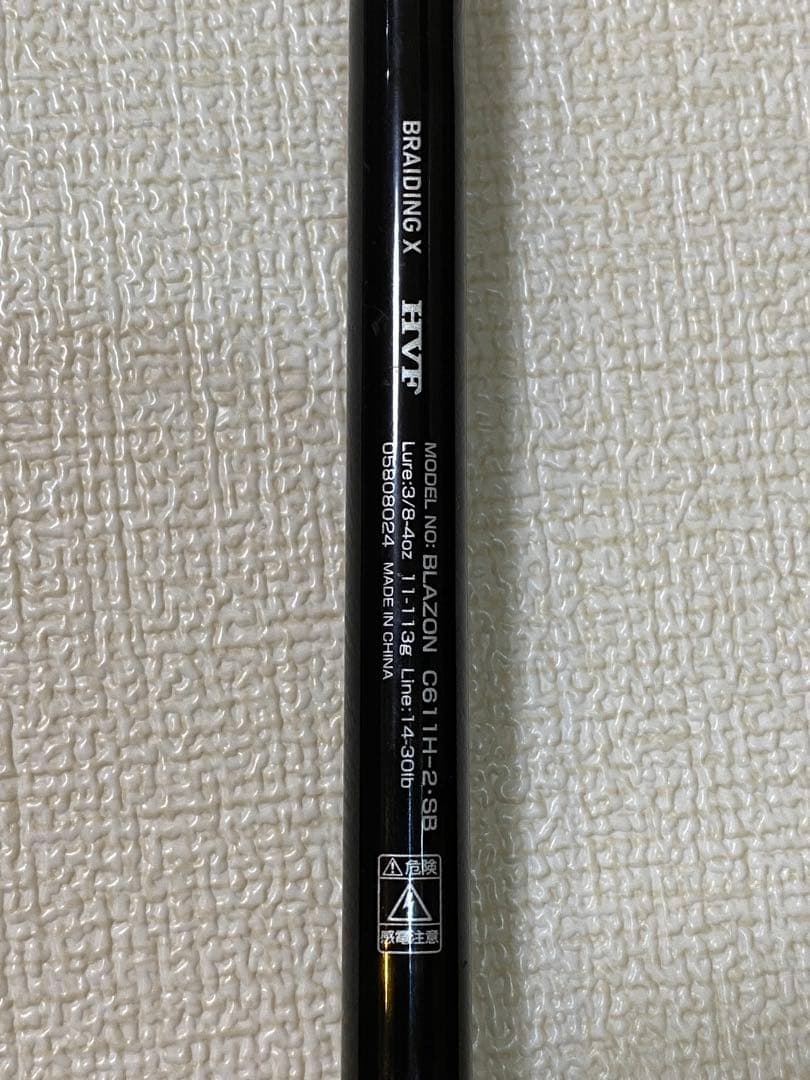 BRAIDING X HVF
MODEL NO: BLAZON C611H-2·SB
Lure:3/8-4oz 11-113g Line:14-30lb
05808024 MADE IN CHINA
⚠危険
感電注意